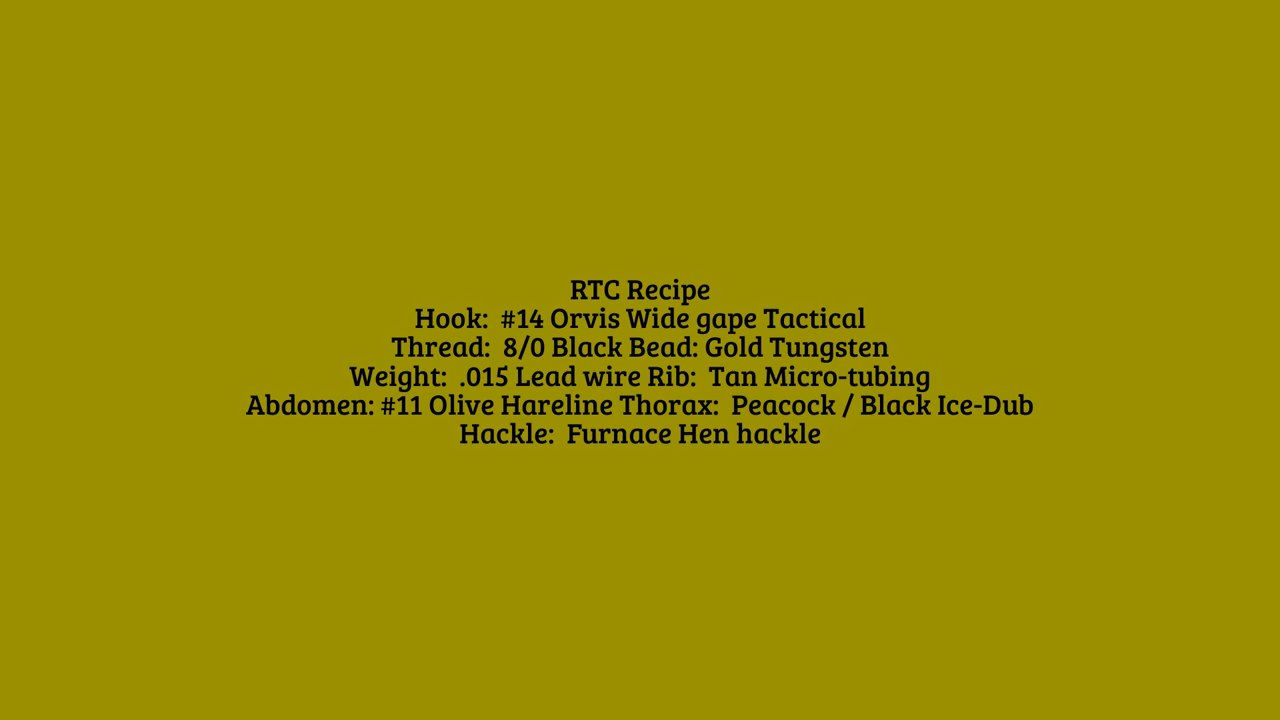 RTC Recipe
Hook:  #14 Orvis Wide gape Tactical
Thread:  8/0 Black Bead: Gold Tungsten
Weight:  .015 Lead wire Rib:  Tan Micro-tubing
Abdomen: #11 Olive Hareline Thorax:  Peacock / Black Ice-Dub
Hackle:  Furnace Hen hackle